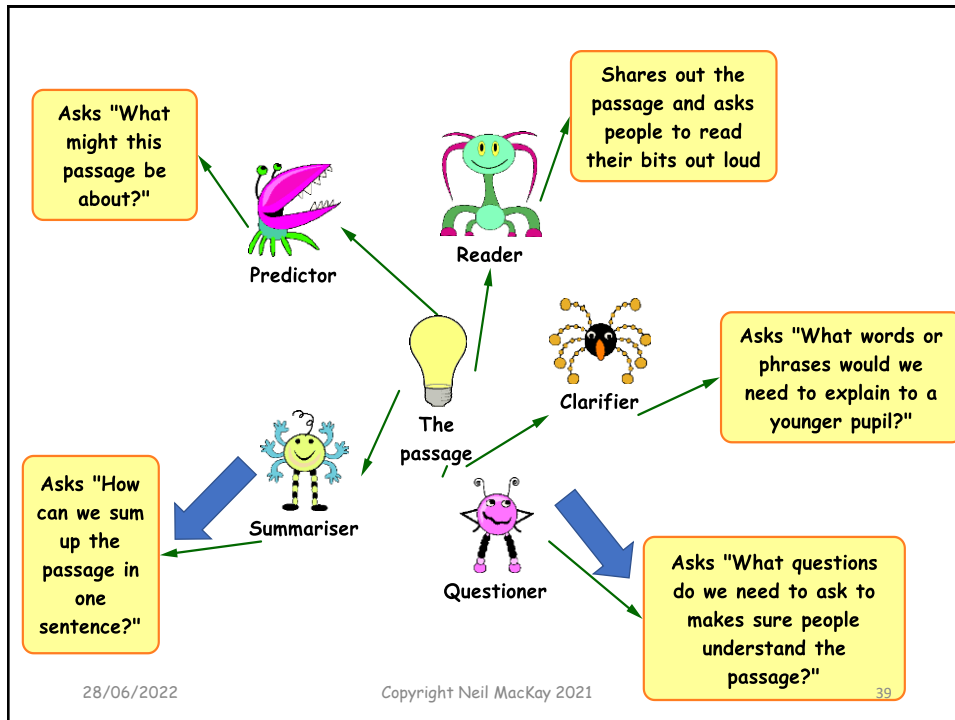 Asks "What
might this
passage be
about?"
Predictor
Shares out the
passage and asks
people to read
their bits out loud
Reader
The
passage
Clarifier
Asks "What words or
phrases would we
need to explain to a
younger pupil?"
Summariser
Asks "How
can we sum
up the
passage in
one
sentence?"
Questioner
Asks "What questions
do we need to ask to
makes sure people
understand the
passage?"
28/06/2022
Copyright Neil MacKay 2021
39